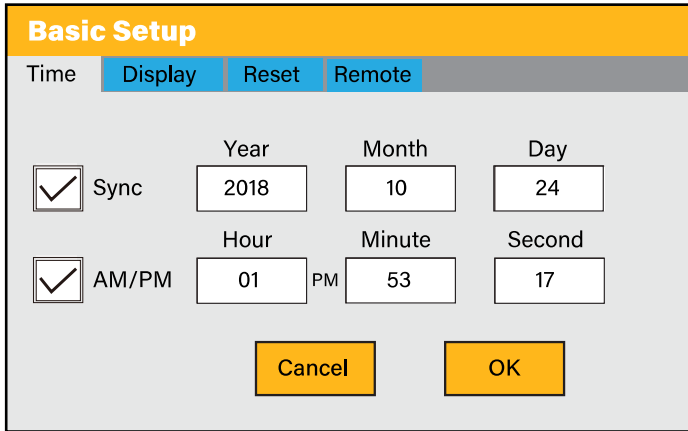 Basic Setup
Time Display Reset Remote
Year Month Day
Sync 2018 10 24
Hour Minute Second
AM/PM 01 PM 53 17
Cancel OK